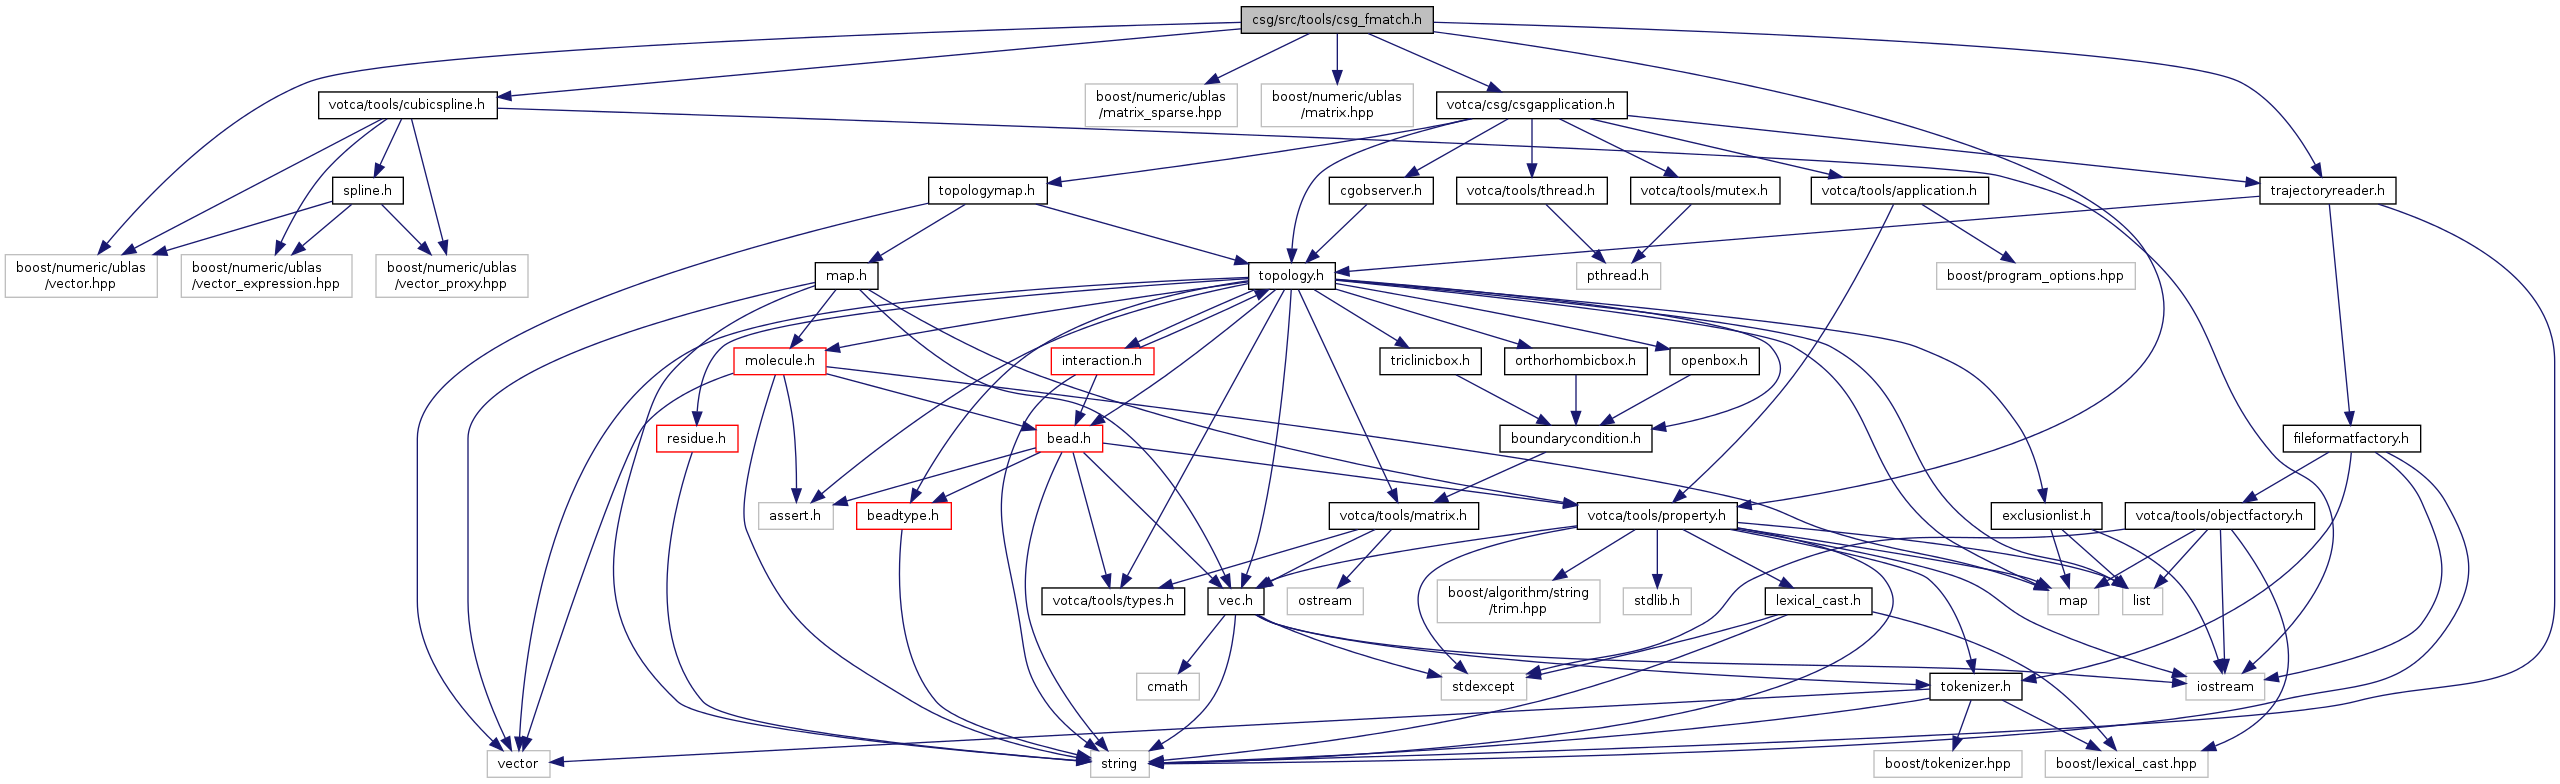 csg/src/tools/csg_fmatch.h
votca/tools/cubicspline.h
boost/numeric/ublas
/matrix_sparse.hpp
boost/numeric/ublas
/matrix.hpp
votca/csg/csgapplication.h
spline.h
topologymap.h
cgobserver.h
votca/tools/thread.h
votca/tools/mutex.h
votca/tools/application.h
trajectoryreader.h
boost/numeric/ublas
/vector.hpp
boost/numeric/ublas
/vector_expression.hpp
boost/numeric/ublas
/vector_proxy.hpp
map.h
topology.h
pthread.h
boost/program_options.hpp
molecule.h
interaction.h
triclinicbox.h
orthorhombicbox.h
openbox.h
residue.h
bead.h
boundarycondition.h
fileformatfactory.h
assert.h
beadtype.h
votca/tools/matrix.h
votca/tools/property.h
exclusionlist.h
votca/tools/objectfactory.h
votca/tools/types.h
vec.h
ostream
boost/algorithm/string
/trim.hpp
stdlib.h
lexical_cast.h
map
list
cmath
stdexcept
tokenizer.h
iostream
vector
string
boost/tokenizer.hpp
boost/lexical_cast.hpp